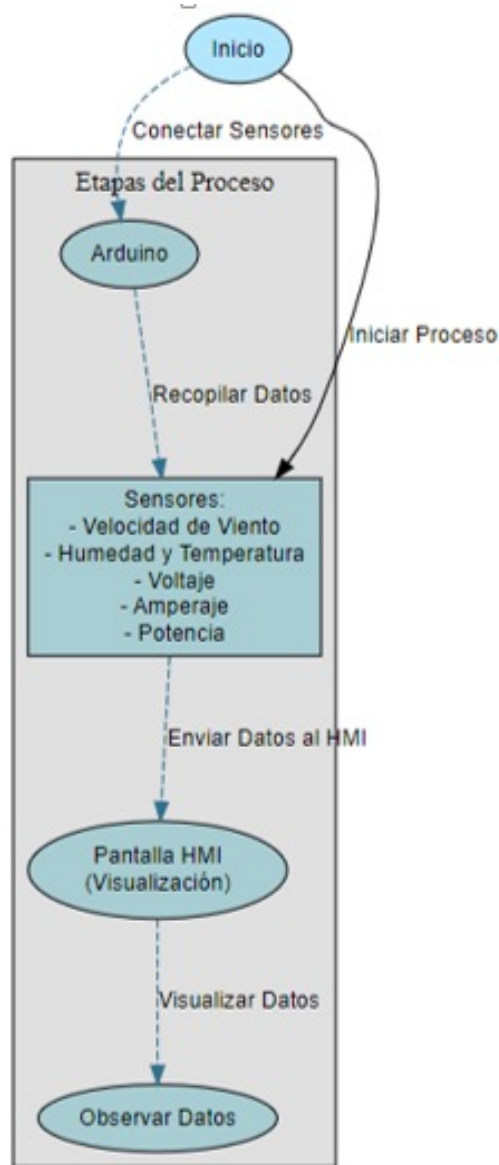 Inicio
Conectar Sensores
Etapas del Proceso
Arduino
Iniciar Proceso
Recopilar Datos
Sensores:
- Velocidad de Viento
- Humedad y Temperatura
- Voltaje
- Amperaje
- Potencia
Enviar Datos al HMI
Pantalla HMI
(Visualización)
Visualizar Datos
Observar Datos